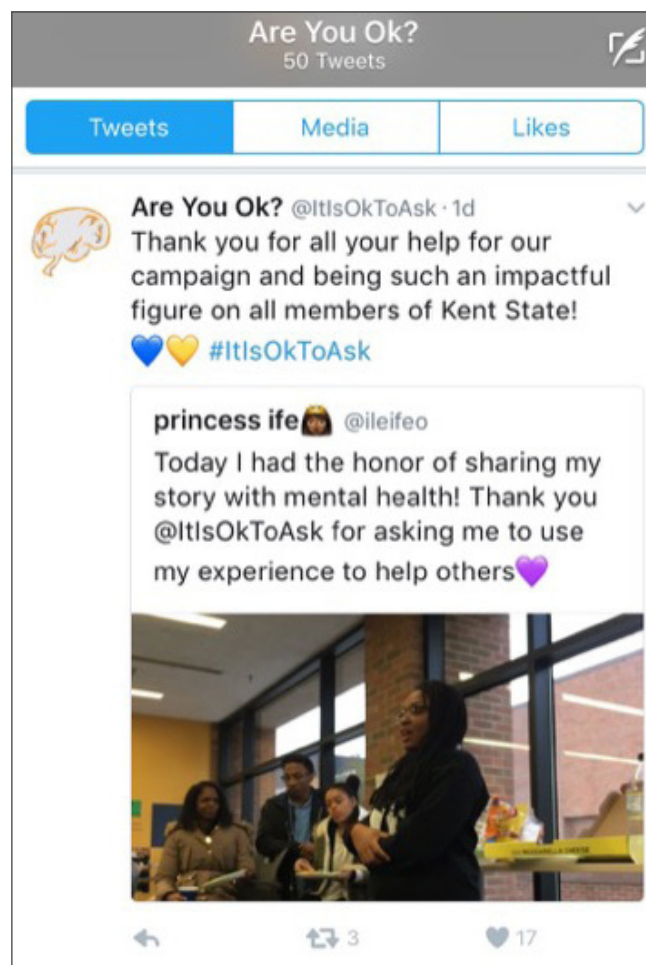 Are You Ok?
50 Tweets
Tweets Media Likes
Are You Ok? @ItIsOkToAsk · 1d
Thank you for all your help for our
campaign and being such an impactful
figure on all members of Kent State!
💙💛 #ItIsOkToAsk
princess ife @ileifeo
Today I had the honor of sharing my
story with mental health! Thank you
@ItIsOkToAsk for asking me to use
my experience to help others💜
MOZZARELLA CHEESE
3 17